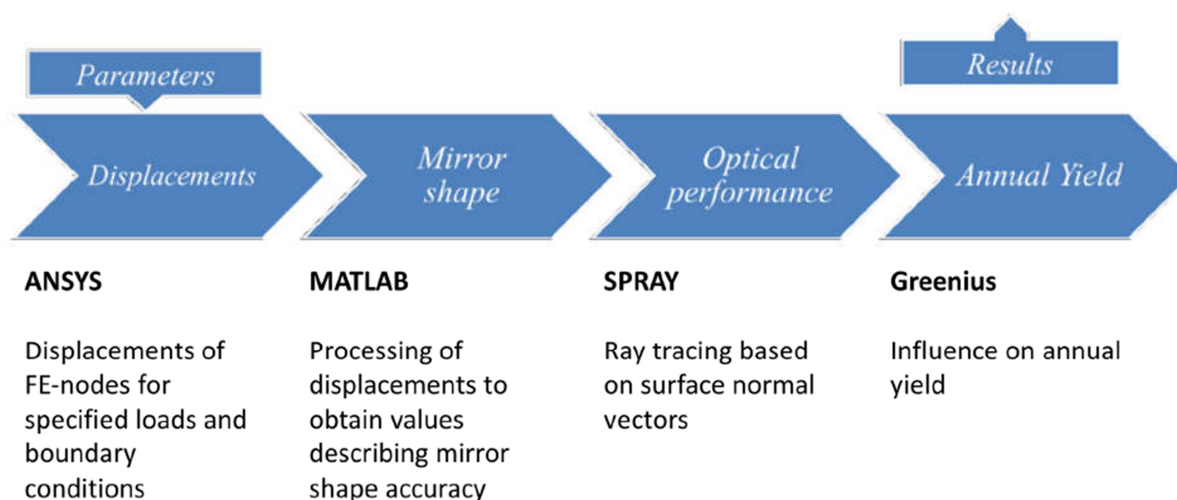 Parameters
Results
Displacements
Mirror
shape
Optical
performance
Annual Yield
ANSYS
Displacements of
FE-nodes for
specified loads and
boundary
conditions
MATLAB
Processing of
displacements to
obtain values
describing mirror
shape accuracy
SPRAY
Ray tracing based
on surface normal
vectors
Greenius
Influence on annual
yield